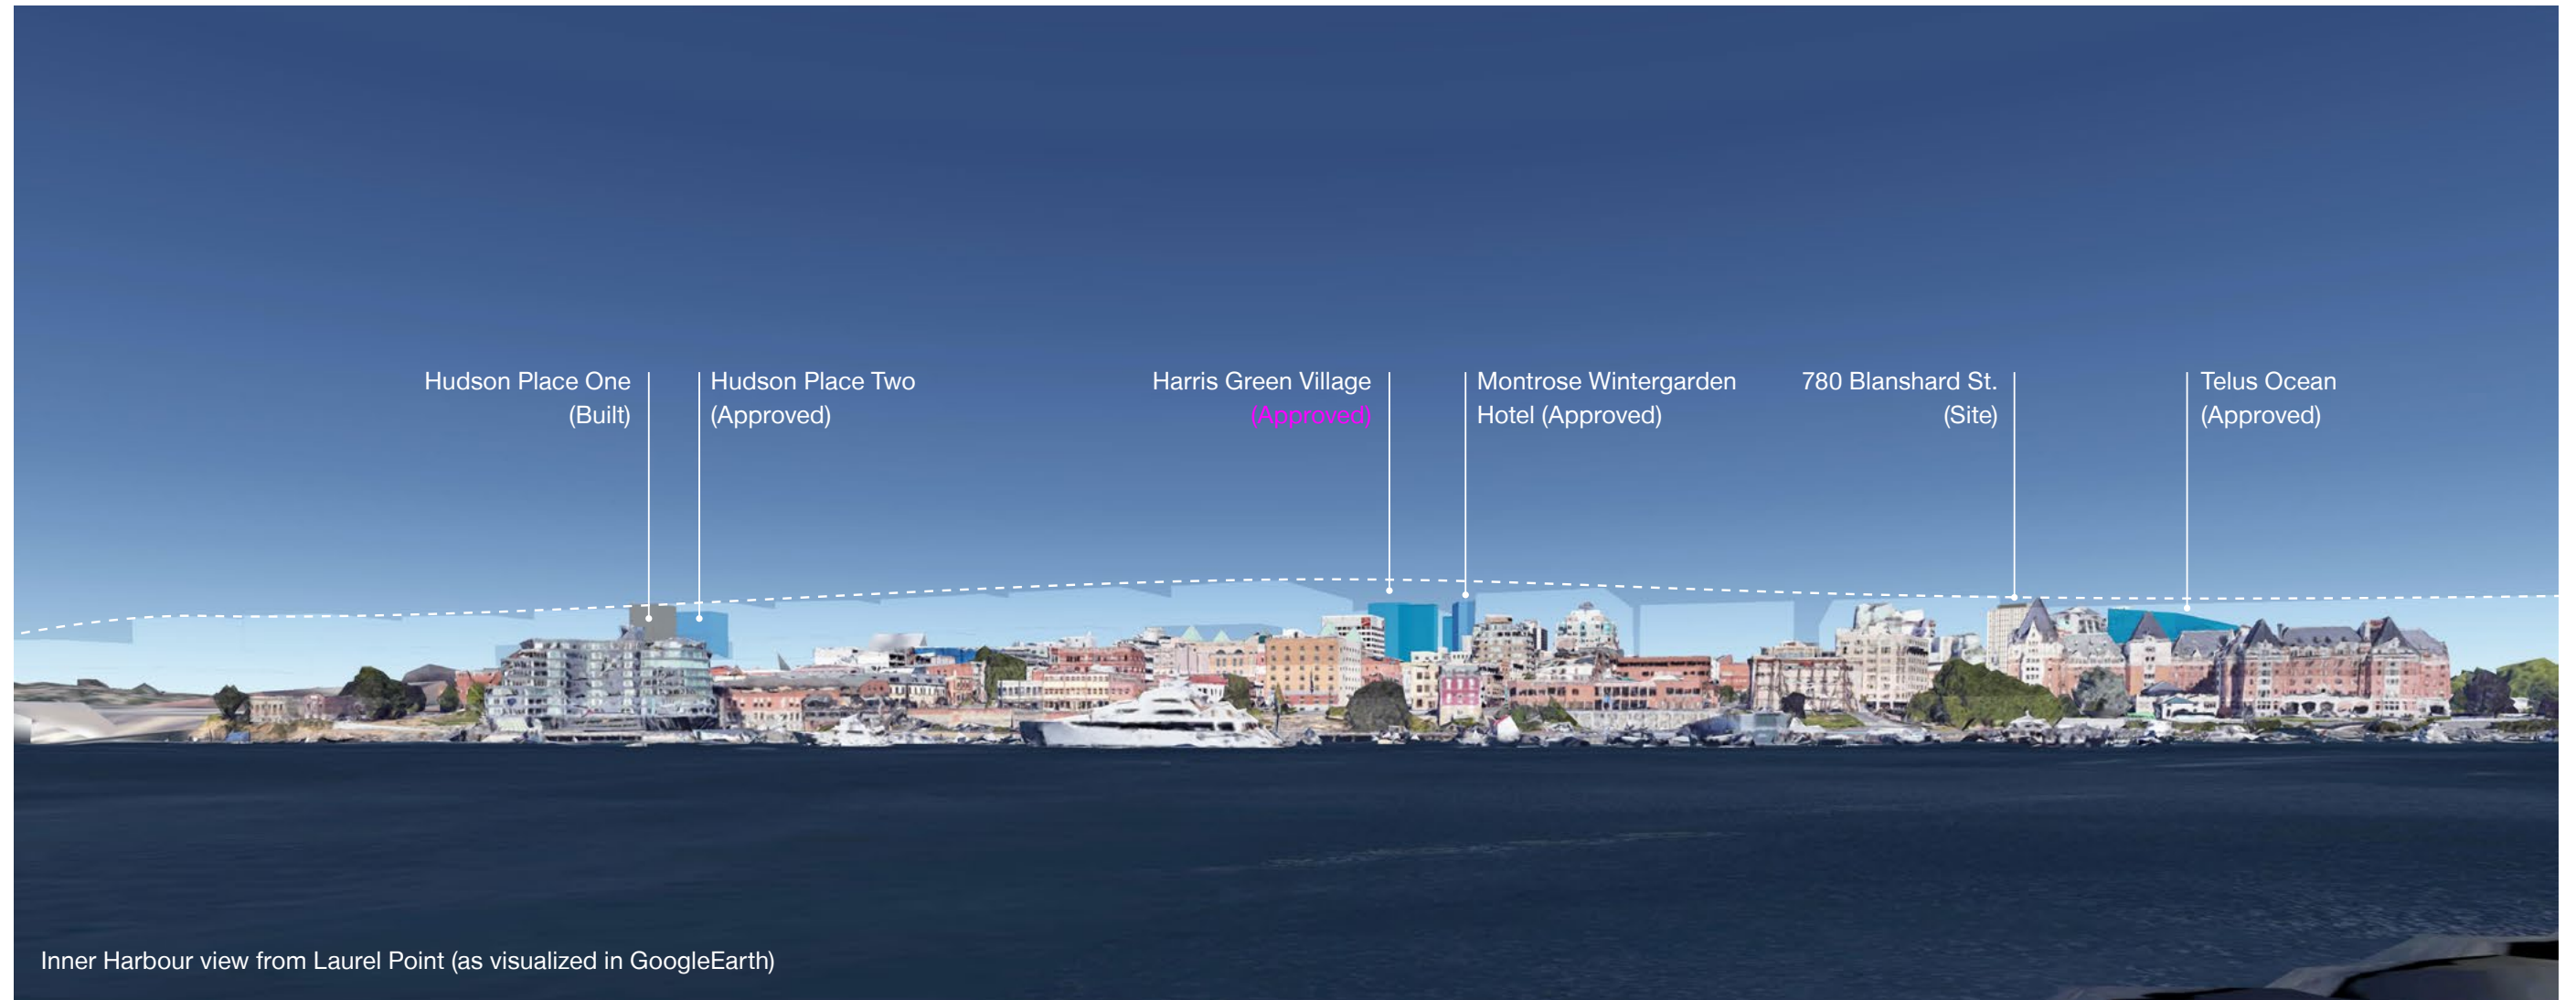 Hudson Place One
(Built)
Hudson Place Two
(Approved)
Harris Green Village
(Approved)
Montrose Wintergarden
Hotel (Approved)
780 Blanshard St.
(Site)
Telus Ocean
(Approved)
Inner Harbour view from Laurel Point (as visualized in GoogleEarth)